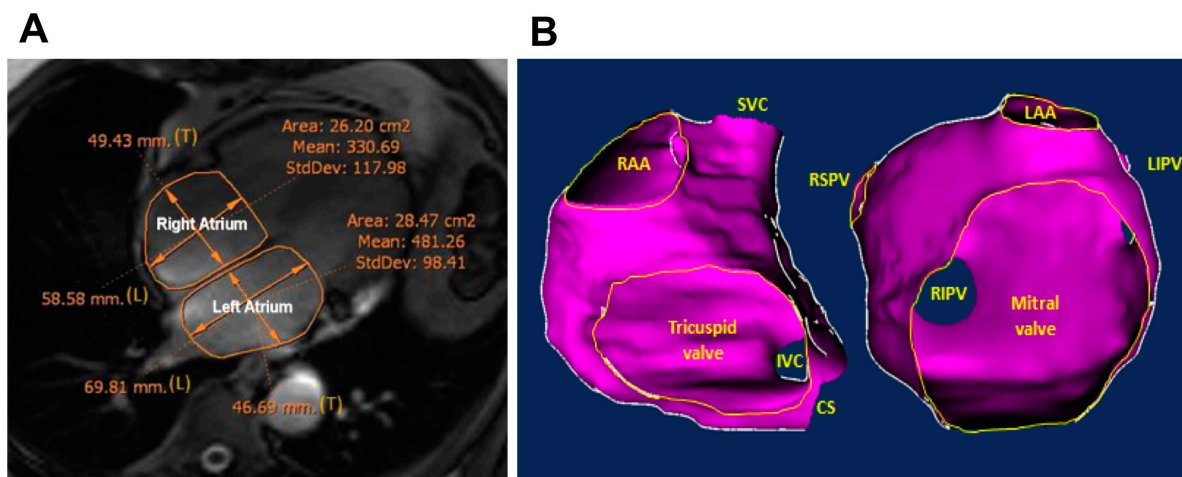 A
49.43 mm. (T)
Area: 26.20 cm2
Mean: 330.69
StdDev: 117.98
Right Atrium
Area: 28.47 cm2
Mean: 481.26
StdDev: 98.41
58.58 mm. (L)
Left Atrium
69.81 mm. (L)
46.69 mm. (T)
B
SVC
RAA
Tricuspid
valve
IVC
CS
LAA
RSPV
LIPV
RIPV
Mitral
valve